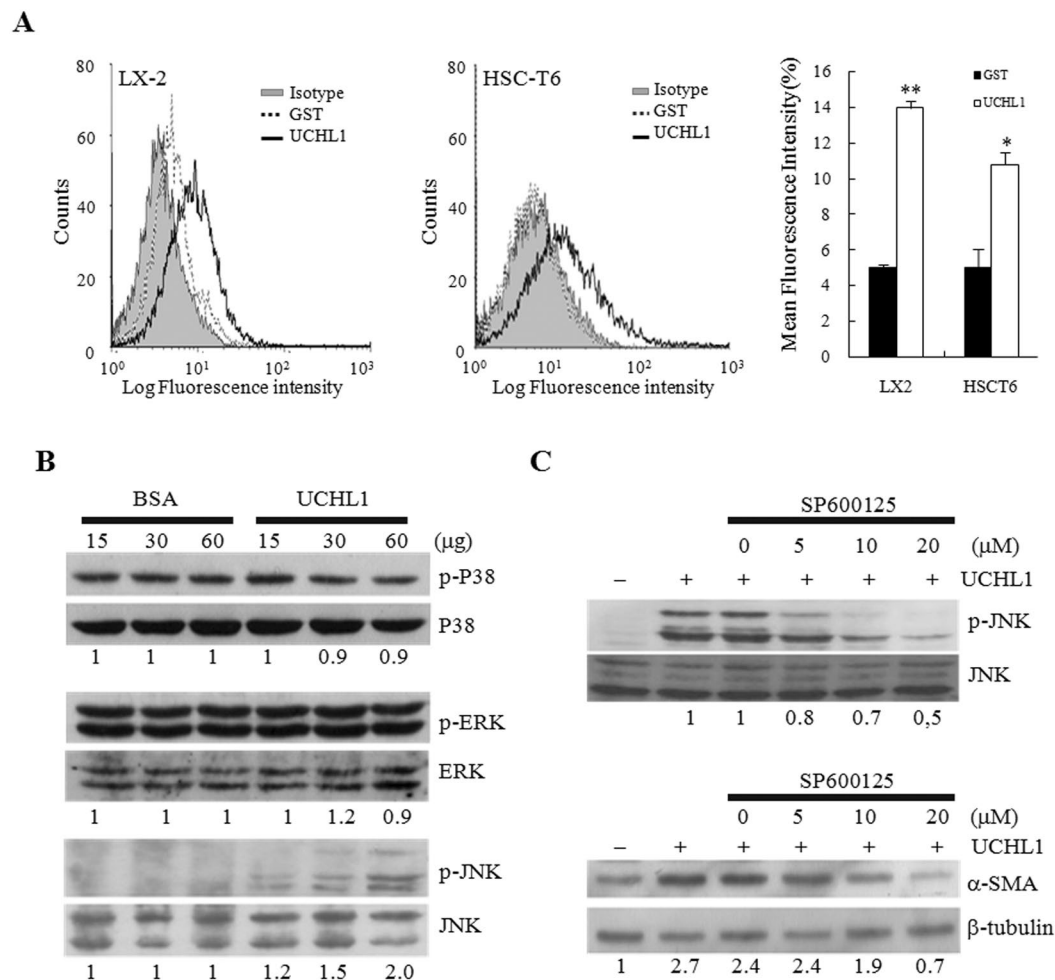 A
80
60
40
20
0
Counts
LX-2
Isotype
GST
UCHL1
10⁰ 10¹ 10² 10³
Log Fluorescence intensity
80
60
40
20
0
Counts
HSC-T6
Isotype
GST
UCHL1
10⁰ 10¹ 10² 10³
Log Fluorescence intensity
Mean Fluorescence Intensity(%)
16
14
12
10
8
6
4
2
0
GST
UCHL1
**
*
LX2 HSCT6
B
BSA UCHL1
15 30 60 15 30 60 (μg)
p-P38
P38
1 1 1 1 0.9 0.9
p-ERK
ERK
1 1 1 1 1.2 0.9
p-JNK
JNK
1 1 1 1.2 1.5 2.0
C
SP600125
0 5 10 20 (μM)
– + + + + + UCHL1
p-JNK
JNK
1 1 0.8 0.7 0,5
SP600125
0 5 10 20 (μM)
– + + + + + UCHL1
α-SMA
β-tubulin
1 2.7 2.4 2.4 1.9 0.7